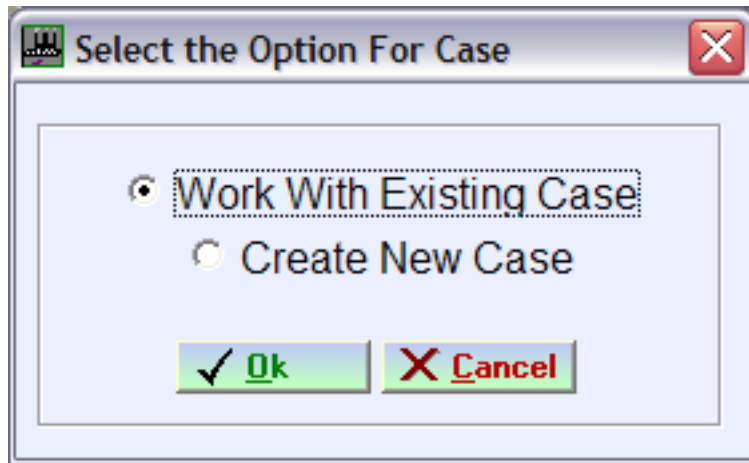 Select the Option For Case
Work With Existing Case
Create New Case
Ok Cancel